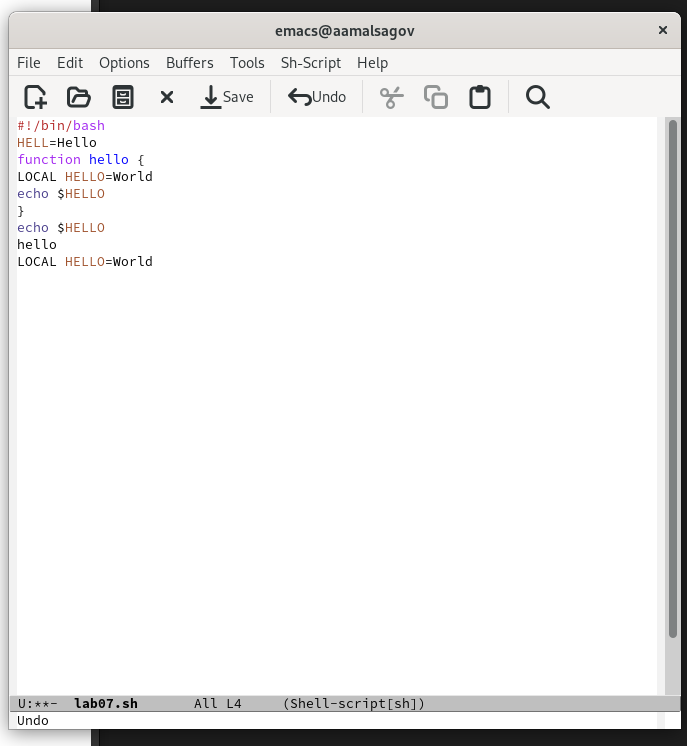 emacs@aamalsagov
File Edit Options Buffers Tools Sh-Script Help
Save Undo
#!/bin/bash
HELL=Hello
function hello {
LOCAL HELLO=World
echo $HELLO
}
echo $HELLO
hello
LOCAL HELLO=World
U:**- lab07.sh All L4 (Shell-script[sh])
Undo